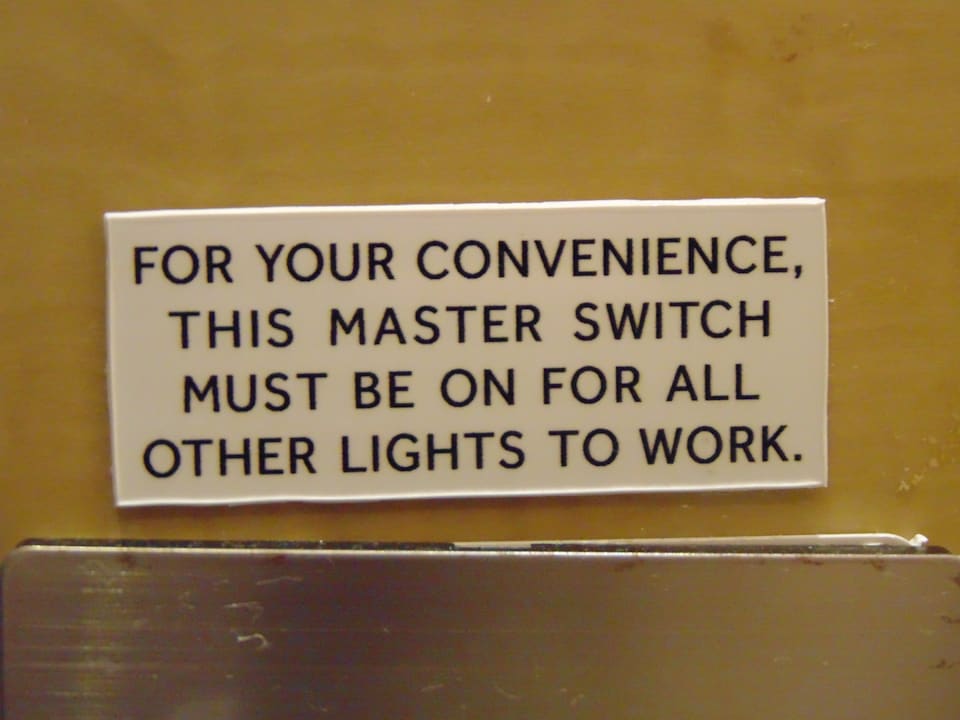 FOR YOUR CONVENIENCE,
THIS MASTER SWITCH
MUST BE ON FOR ALL
OTHER LIGHTS TO WORK.